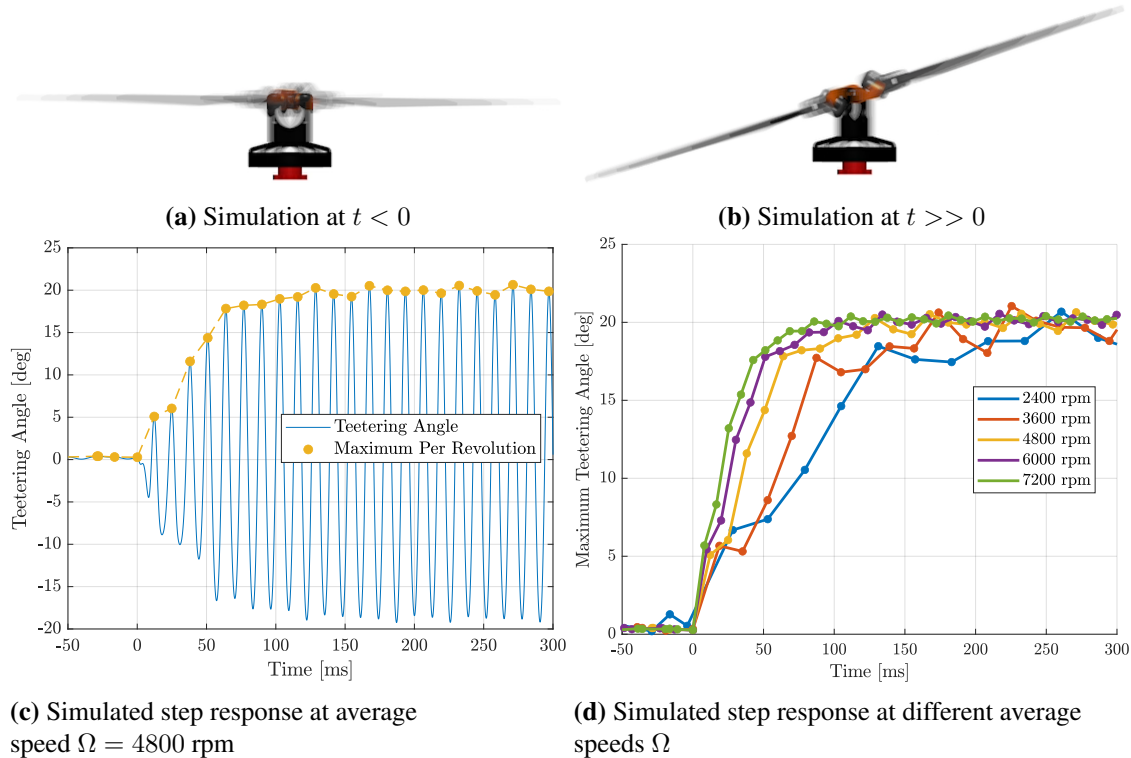 (a) Simulation at t < 0
(b) Simulation at t >> 0
25
20
15
10
5
0
-5
-10
-15
-20
Teetering Angle [deg]
Teetering Angle
Maximum Per Revolution
-50 0 50 100 150 200 250 300
Time [ms]
25
20
15
10
5
0
Maximum Teetering Angle [deg]
2400 rpm
3600 rpm
4800 rpm
6000 rpm
7200 rpm
-50 0 50 100 150 200 250 300
Time [ms]
(c) Simulated step response at average
speed Ω = 4800 rpm
(d) Simulated step response at different average
speeds Ω